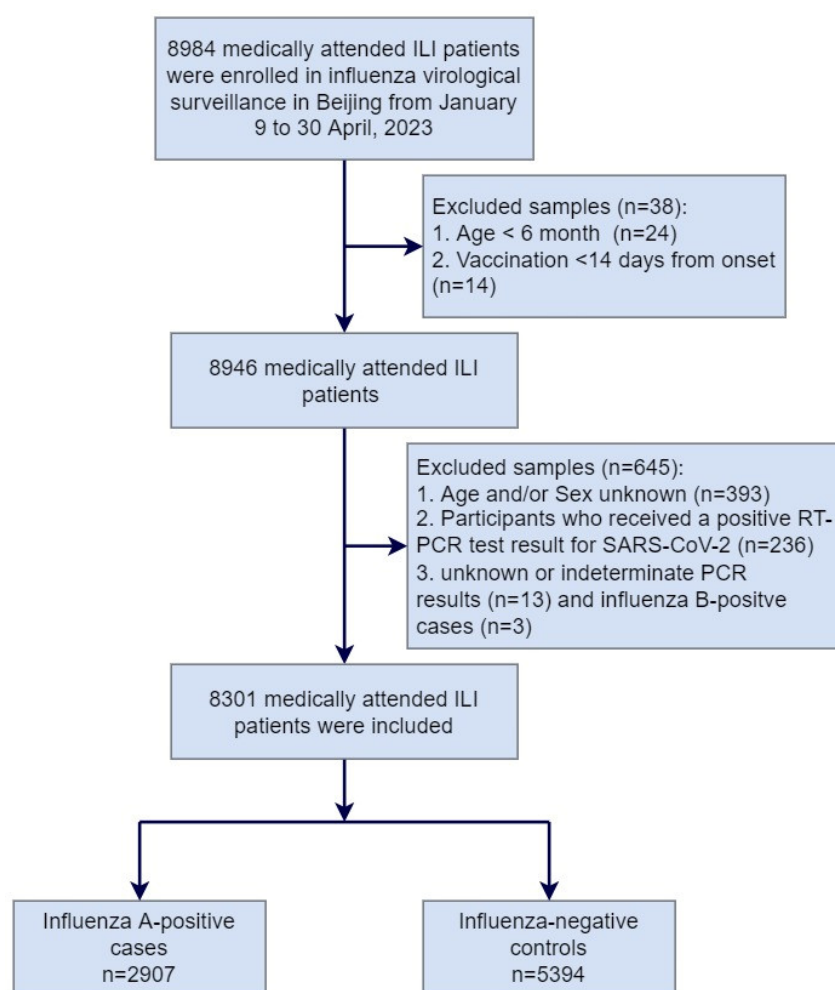 8984 medically attended ILI patients
were enrolled in influenza virological
surveillance in Beijing from January
9 to 30 April, 2023
Excluded samples (n=38):
1. Age < 6 month (n=24)
2. Vaccination <14 days from onset
(n=14)
8946 medically attended ILI
patients
Excluded samples (n=645):
1. Age and/or Sex unknown (n=393)
2. Participants who received a positive RT-
PCR test result for SARS-CoV-2 (n=236)
3. unknown or indeterminate PCR
results (n=13) and influenza B-positve
cases (n=3)
8301 medically attended ILI
patients were included
Influenza A-positive
cases
n=2907
Influenza-negative
controls
n=5394